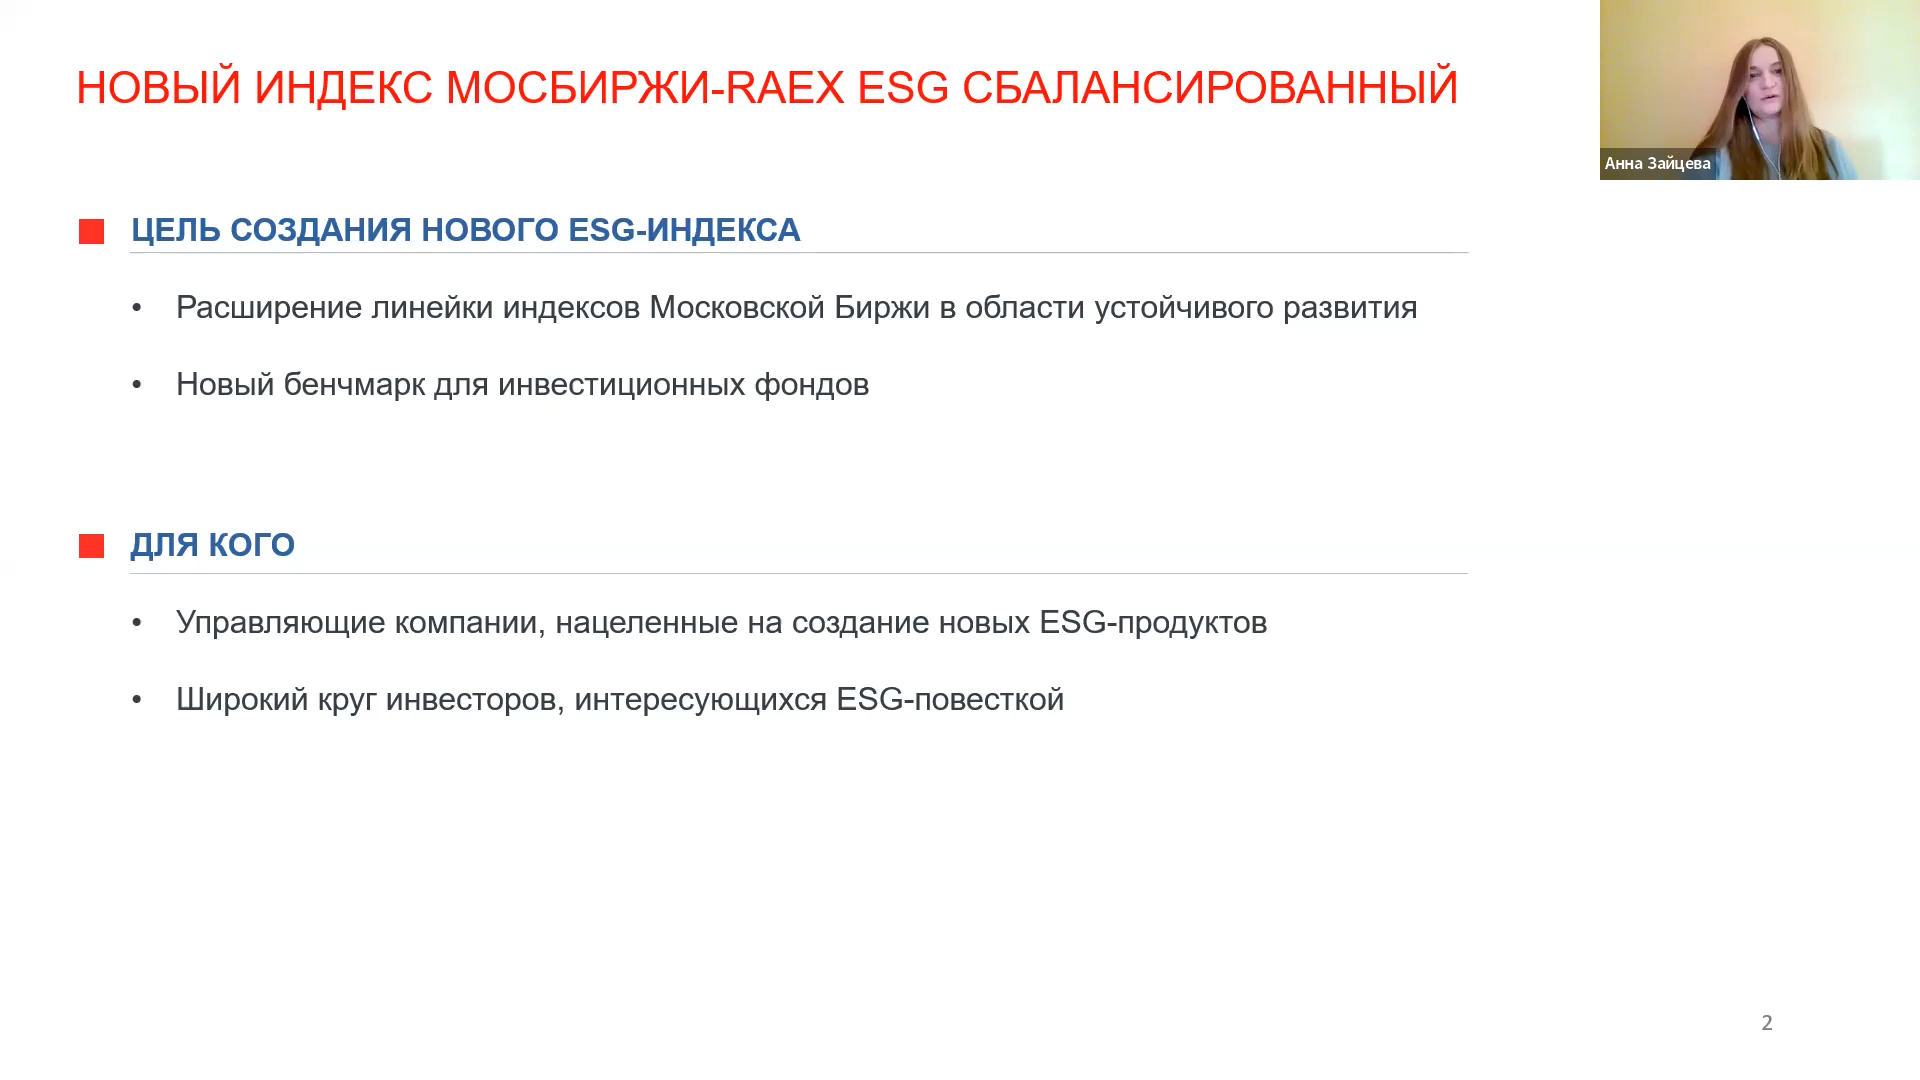 НОВЫЙ ИНДЕКС МОСБИРЖИ-RAEX ESG СБАЛАНСИРОВАННЫЙ
Анна Зайцева
ЦЕЛЬ СОЗДАНИЯ НОВОГО ESG-ИНДЕКСА
• Расширение линейки индексов Московской Биржи в области устойчивого развития
• Новый бенчмарк для инвестиционных фондов
ДЛЯ КОГО
• Управляющие компании, нацеленные на создание новых ESG-продуктов
• Широкий круг инвесторов, интересующихся ESG-повесткой
2